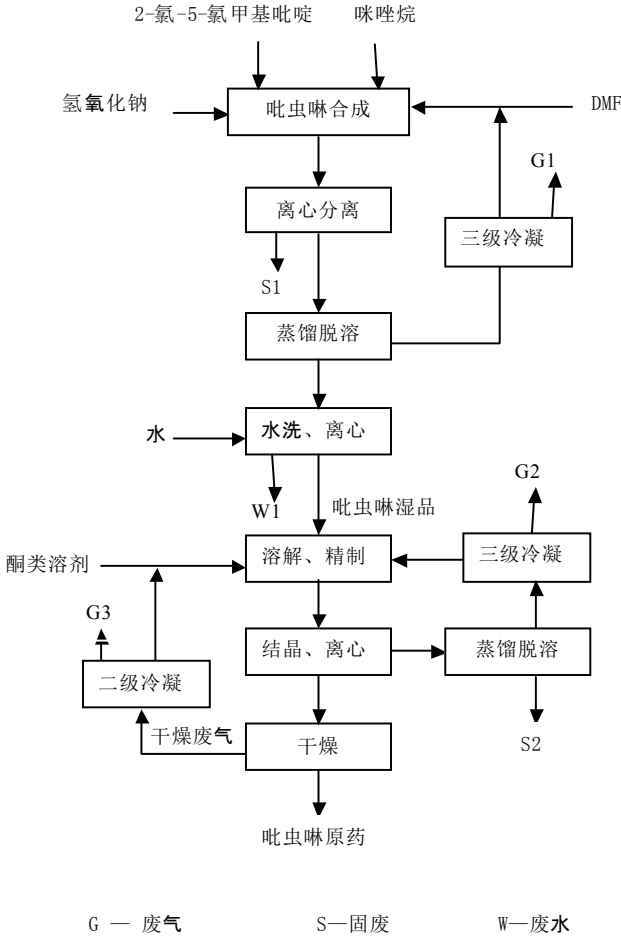 2-氯-5-氯甲基吡啶 咪唑烷
氢氧化钠
吡虫啉合成
DMF
G1
离心分离
三级冷凝
S1
蒸馏脱溶
水
水洗、离心
W1
吡虫啉湿品
G2
酮类溶剂
溶解、精制
三级冷凝
G3
结晶、离心
蒸馏脱溶
二级冷凝
干燥废气
干燥
S2
吡虫啉原药
G — 废气 S—固废 W—废水